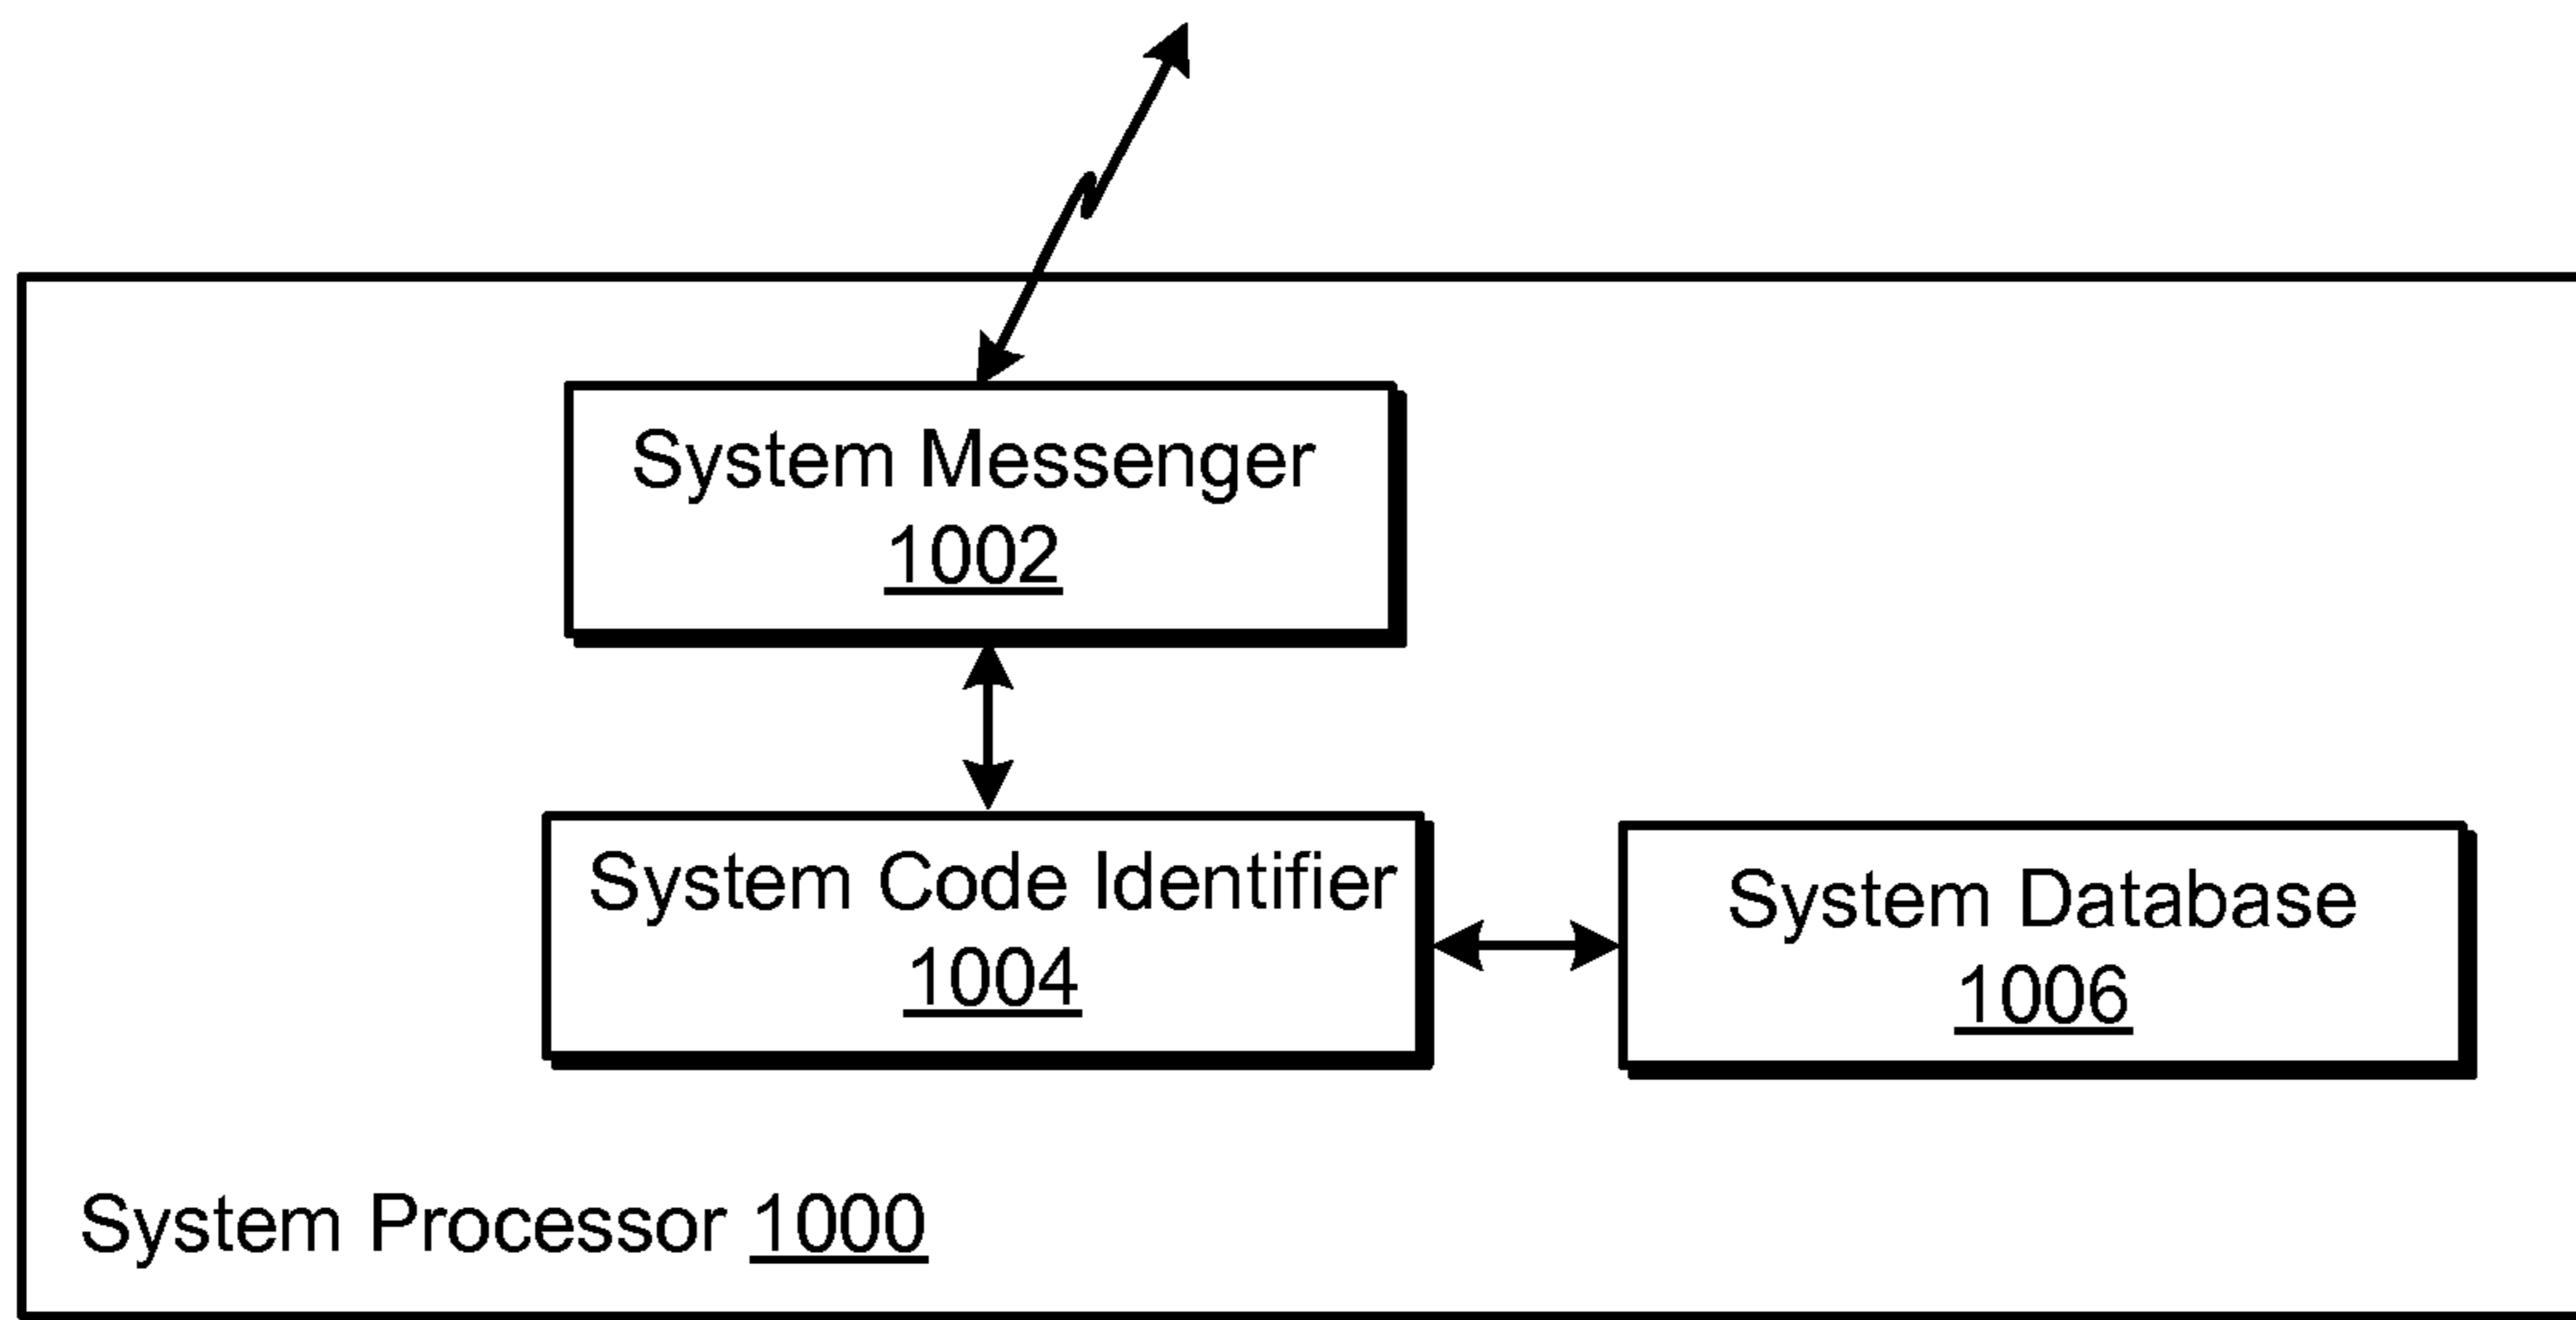 System Messenger
1002
System Code Identifier
1004
System Database
1006
System Processor 1000